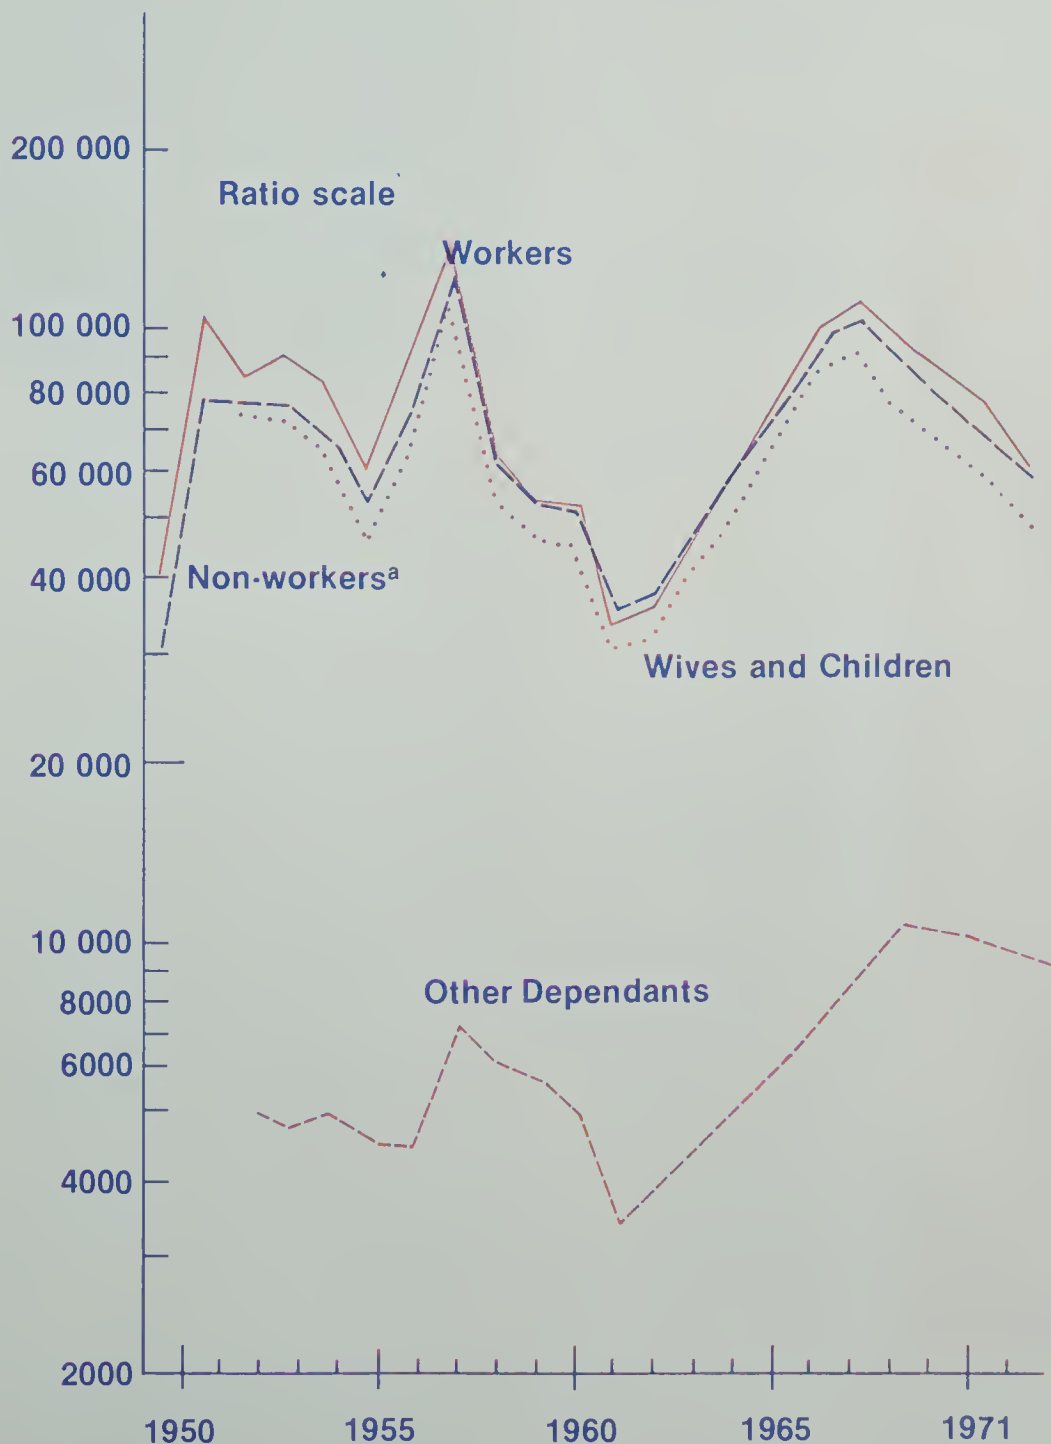 200 000
Ratio scale
Workers
100 000
80 000
60 000
40 000
Non-workersᵃ
Wives and Children
20 000
10 000
Other Dependants
8000
6000
4000
2000
1950 1955 1960 1965 1971